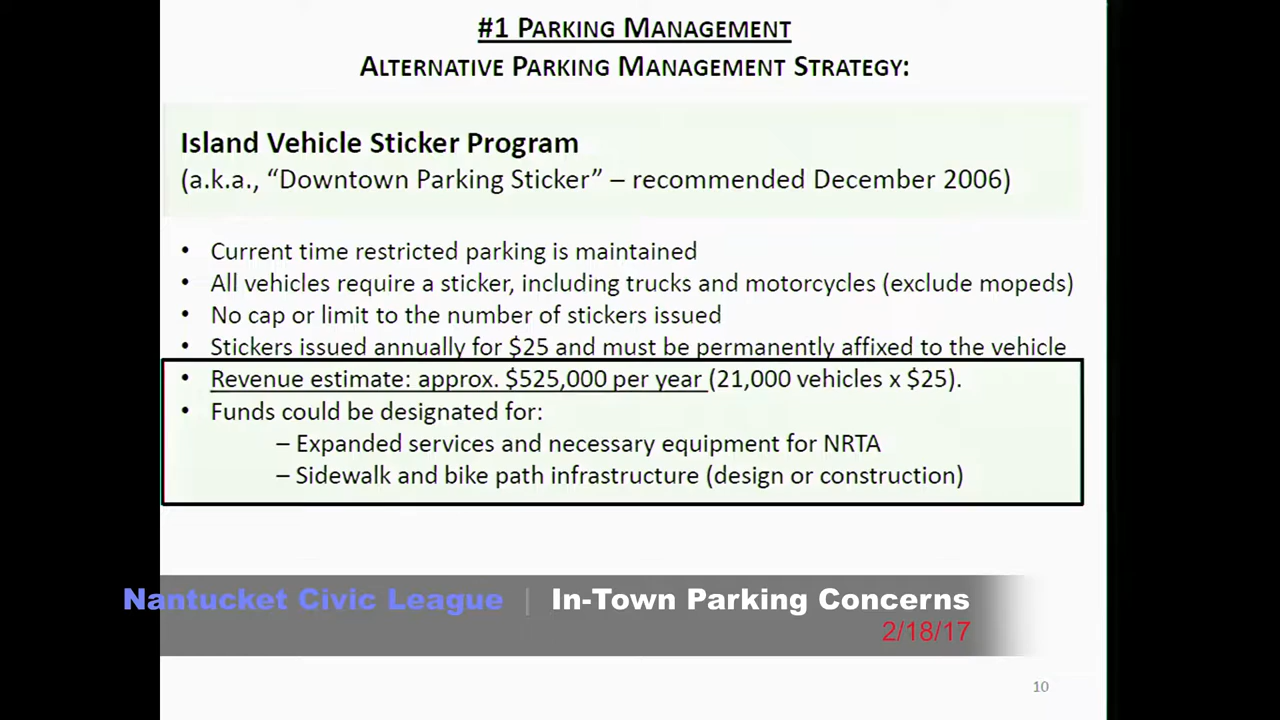 #1 PARKING MANAGEMENT
ALTERNATIVE PARKING MANAGEMENT STRATEGY:
Island Vehicle Sticker Program
(a.k.a., “Downtown Parking Sticker” – recommended December 2006)
• Current time restricted parking is maintained
• All vehicles require a sticker, including trucks and motorcycles (exclude mopeds)
• No cap or limit to the number of stickers issued
• Stickers issued annually for $25 and must be permanently affixed to the vehicle
• Revenue estimate: approx. $525,000 per year (21,000 vehicles x $25).
• Funds could be designated for:
– Expanded services and necessary equipment for NRTA
– Sidewalk and bike path infrastructure (design or construction)
Nantucket Civic League | In-Town Parking Concerns
2/18/17
10